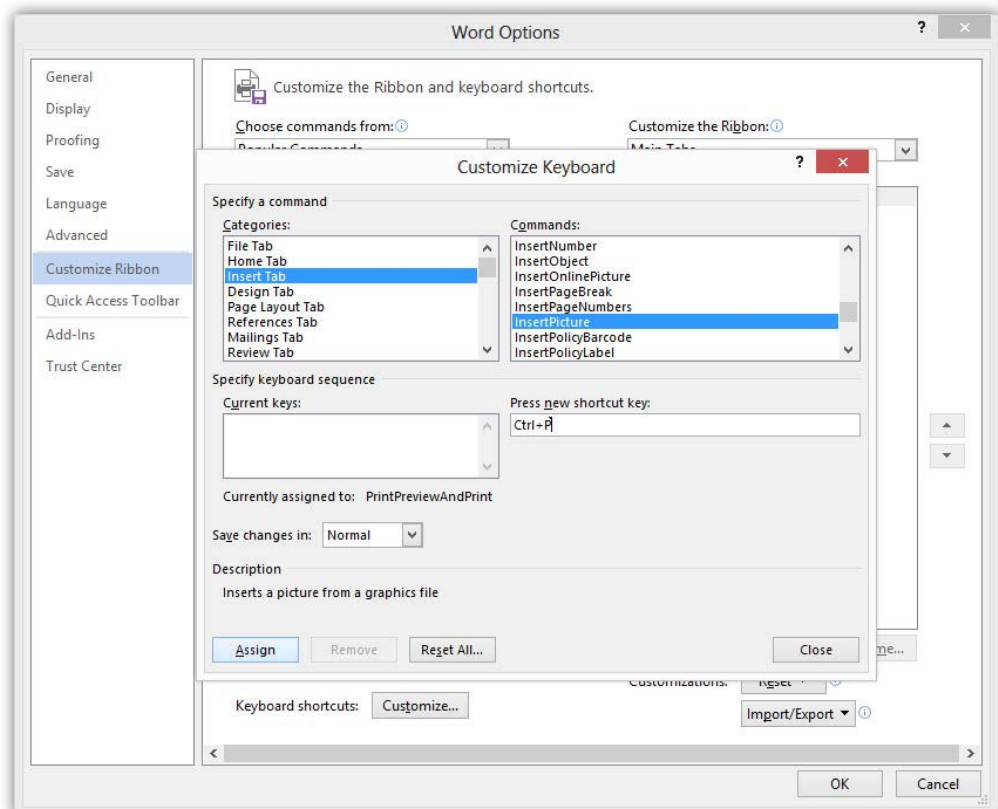 Word Options
?
General
Display
Proofing
Save
Language
Advanced
Customize Ribbon
Quick Access Toolbar
Add-Ins
Trust Center
Customize the Ribbon and keyboard shortcuts.
Choose commands from:
Customize the Ribbon:
Popular Commands
Main Tabs
Customize Keyboard
?
Specify a command
Categories:
File Tab
Home Tab
Insert Tab
Design Tab
Page Layout Tab
References Tab
Mailings Tab
Review Tab
Commands:
InsertNumber
InsertObject
InsertOnlinePicture
InsertPageBreak
InsertPageNumbers
InsertPicture
InsertPolicyBarcode
InsertPolicyLabel
Specify keyboard sequence
Current keys:
Press new shortcut key:
Ctrl+P
Currently assigned to: PrintPreviewAndPrint
Save changes in: Normal
Description
Inserts a picture from a graphics file
Assign
Remove
Reset All...
Close
Customizations:
Reset
Keyboard shortcuts: Customize...
Import/Export
OK
Cancel